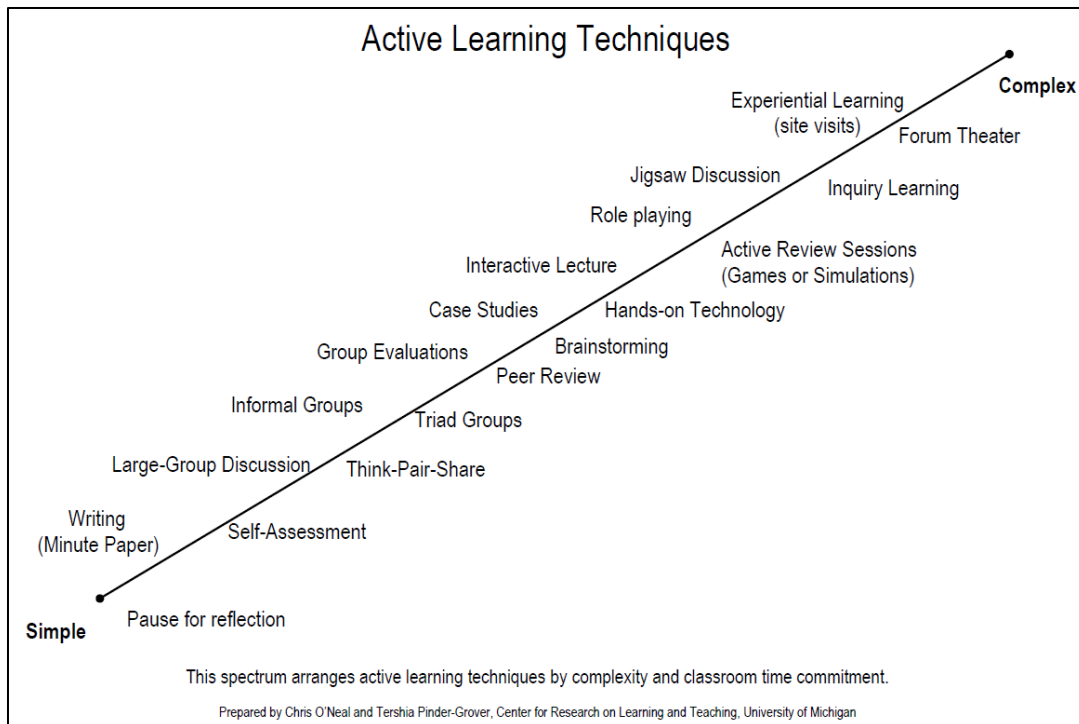 Active Learning Techniques
Complex
Experiential Learning
(site visits)
Forum Theater
Jigsaw Discussion
Inquiry Learning
Role playing
Active Review Sessions
(Games or Simulations)
Interactive Lecture
Case Studies
Hands-on Technology
Brainstorming
Group Evaluations
Peer Review
Informal Groups
Triad Groups
Large-Group Discussion
Think-Pair-Share
Writing
(Minute Paper)
Self-Assessment
Pause for reflection
Simple
This spectrum arranges active learning techniques by complexity and classroom time commitment.
Prepared by Chris O'Neal and Tershia Pinder-Grover, Center for Research on Learning and Teaching, University of Michigan